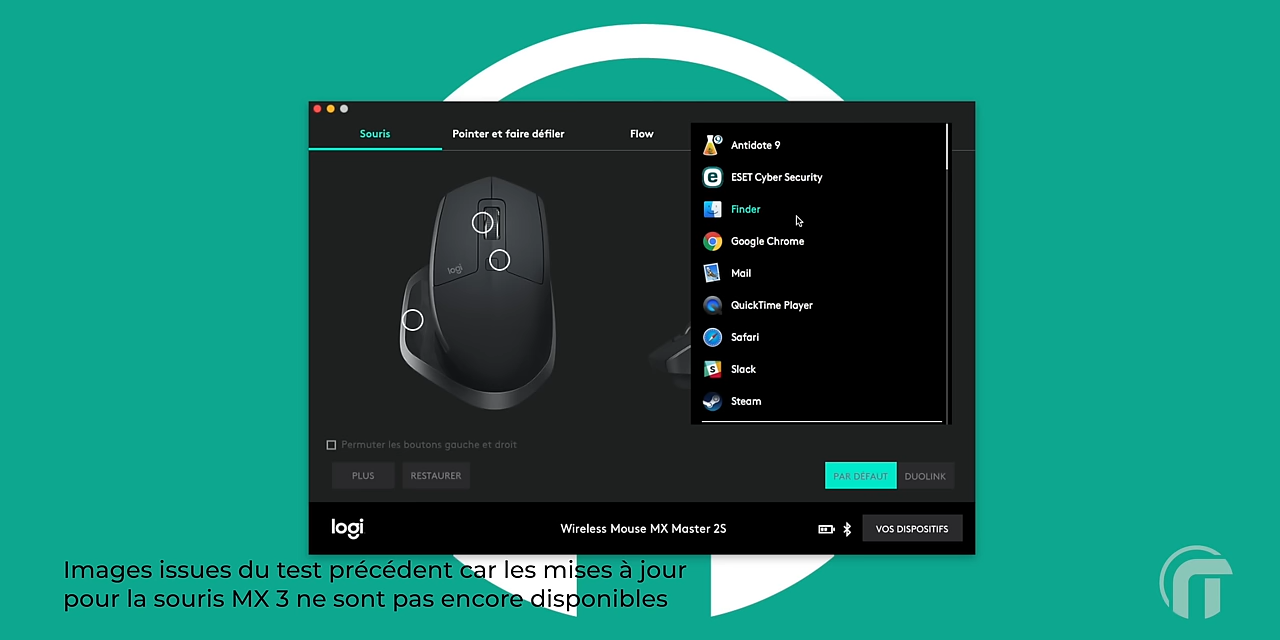 Souris
Pointer et faire défiler
Flow
Antidote 9
ESET Cyber Security
Finder
Google Chrome
Mail
QuickTime Player
Safari
Slack
Steam
logi
Permuter les boutons gauche et droit
PLUS
RESTAURER
PAR DÉFAUT
DUOLINK
logi
Wireless Mouse MX Master 2S
VOS DISPOSITIFS
Images issues du test précédent car les mises à jour
pour la souris MX 3 ne sont pas encore disponibles